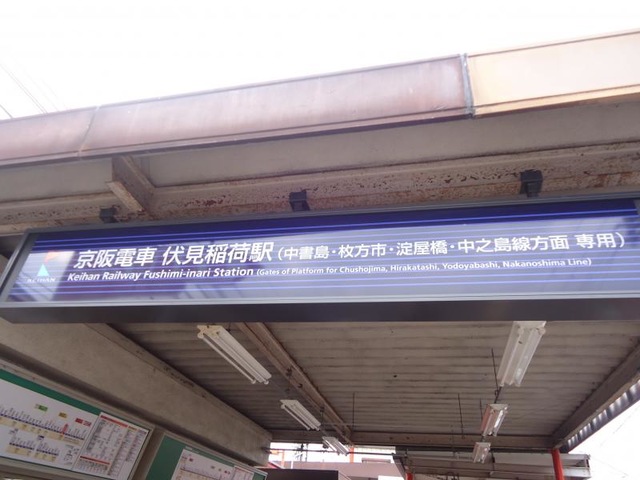 京阪電車 伏見稲荷駅(中書島・枚方市・淀屋橋・中之島線方面 専用)
Keihan Railway Fushimi-inari Station (Gates of Platform for Chushojima, Hirakatashi, Yodoyabashi, Nakanoshima Line)
KEIHAN